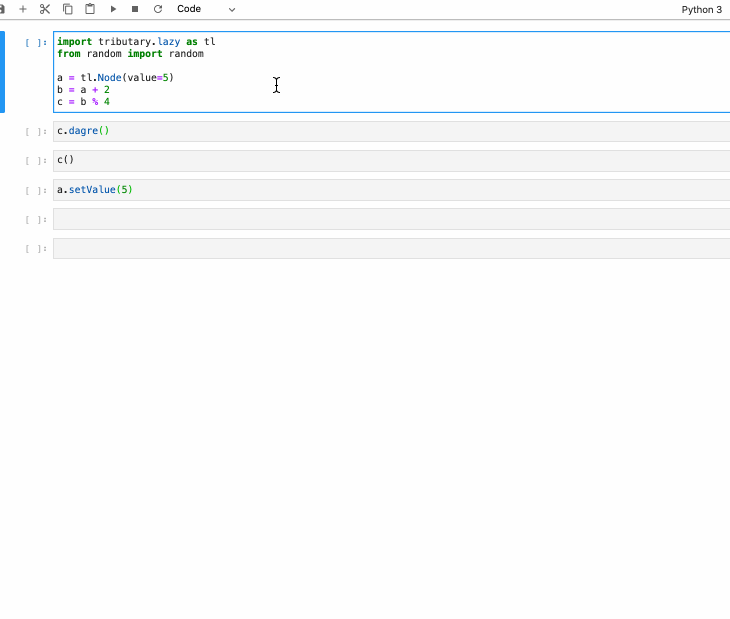 Code
Python 3
[ ]:
import tributary.lazy as tl
from random import random
a = tl.Node(value=5)
b = a + 2
c = b % 4
[ ]:
c.dagre()
[ ]:
c()
[ ]:
a.setValue(5)
[ ]:
[ ]: